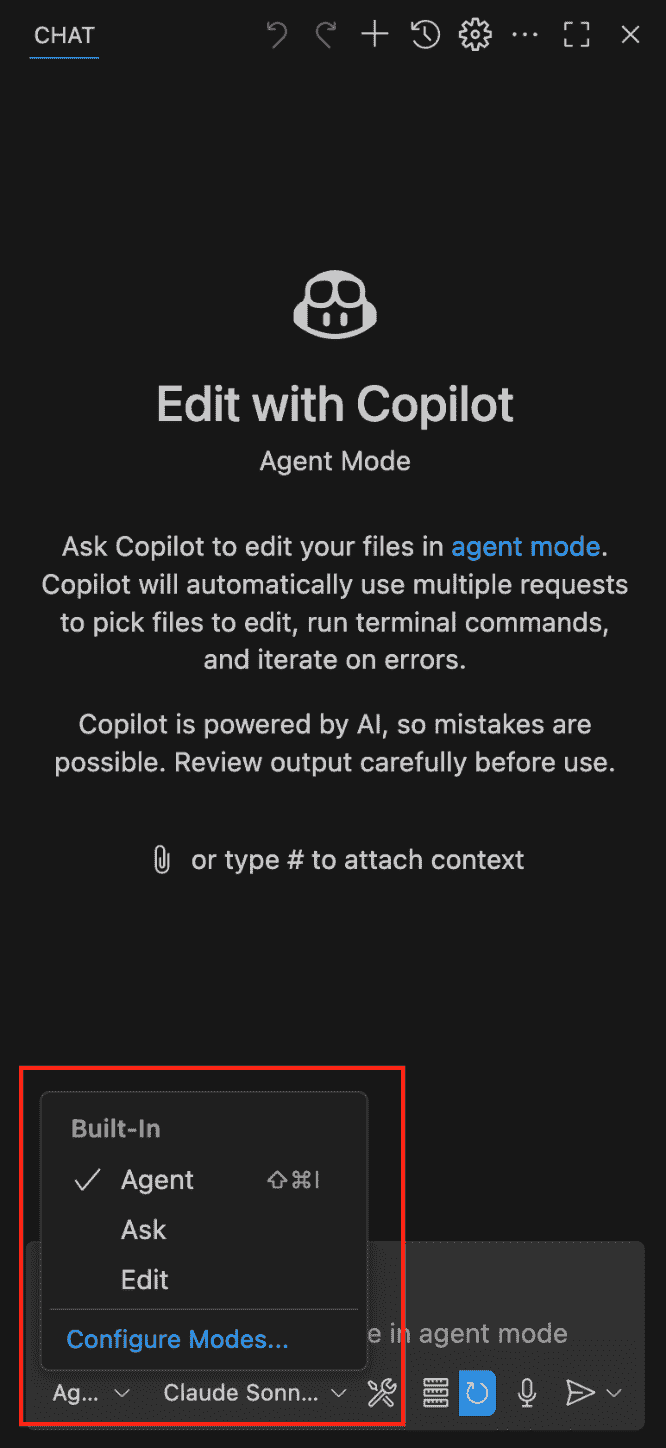 CHAT
Edit with Copilot
Agent Mode
Ask Copilot to edit your files in agent mode.
Copilot will automatically use multiple requests
to pick files to edit, run terminal commands,
and iterate on errors.
Copilot is powered by AI, so mistakes are
possible. Review output carefully before use.
or type # to attach context
Built-In
Agent ⇧⌘I
Ask
Edit
e in agent mode
Configure Modes...
Ag... Claude Sonn...